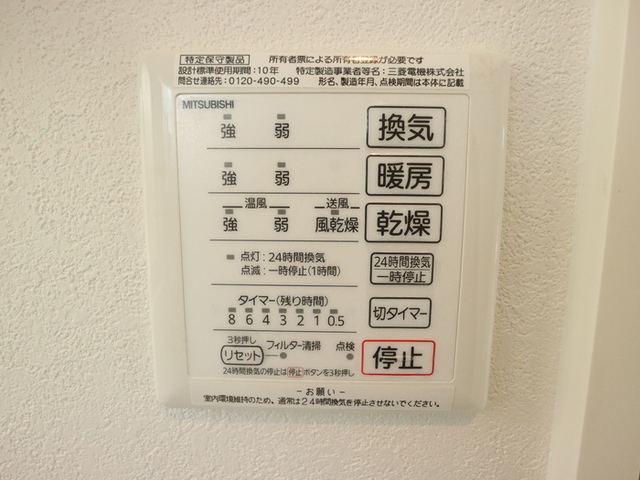 特定保守製品 所有者票による所有者登録が必要です
設計標準使用期間:10年 特定製造事業者等名:三菱電機株式会社
問合せ連絡先:0120-490-499 形名、製造年月、点検期間は本体に記載
MITSUBISHI
強 弱 換気
強 弱 暖房
温風 送風
強 弱 風乾燥 乾燥
点灯:24時間換気
点滅:一時停止(1時間)
24時間換気
一時停止
タイマー(残り時間)
8 6 4 3 2 1 0.5
切タイマー
3秒押し
リセット フィルター清掃 点検
停止
24時間換気の停止は停止ボタンを3秒押し
-お願い-
室内環境維持のため、通常は24時間換気を停止させないでください。